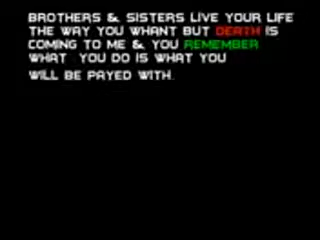 BROTHERS & SISTERS LIVE YOUR LIFE
THE WAY YOU WHANT BUT DEATH IS
COMING TO ME & YOU REMEMBER
WHAT YOU DO IS WHAT YOU
WILL BE PAYED WITH.